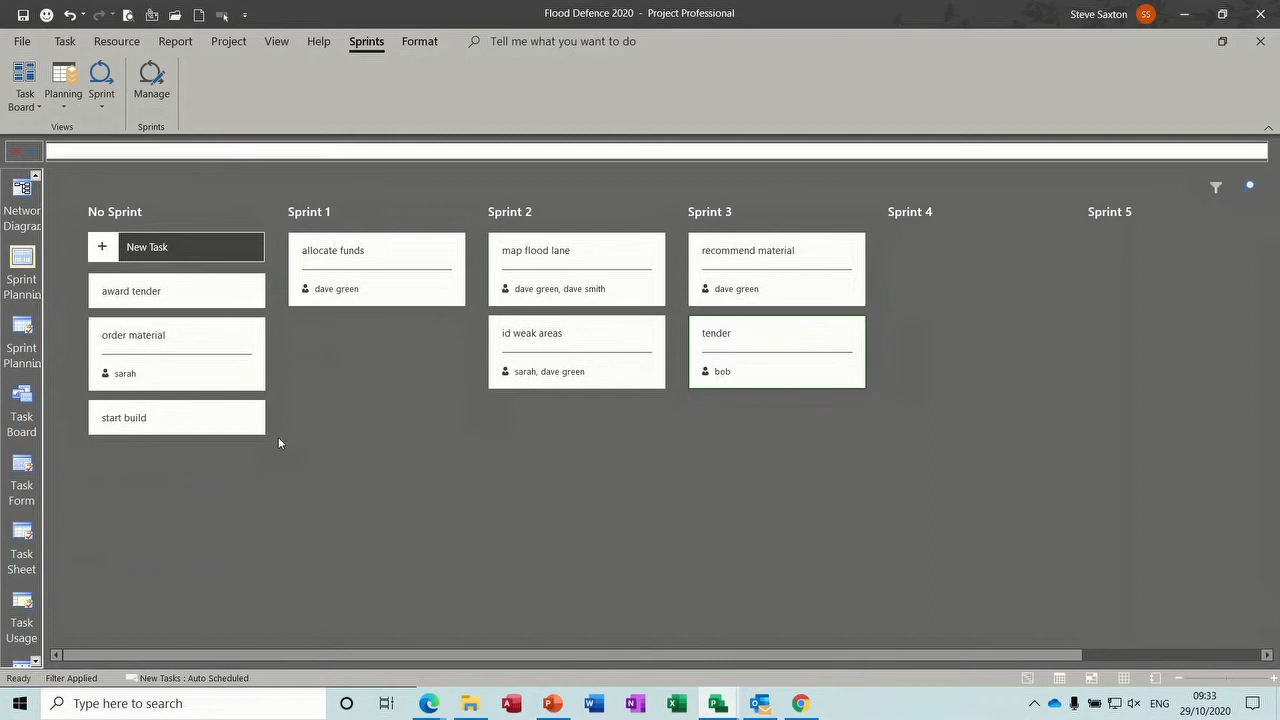 Flood Defence 2020 - Project Professional
Steve Saxton SS
File Task Resource Report Project View Help Sprints Format Tell me what you want to do
Task Board
Planning
Sprint
Manage
Views
Sprints
Network Diagram
Sprint Planning
Sprint Planning
Task Board
Task Form
Task Sheet
Task Usage
No Sprint
New Task
award tender
order material
sarah
start build
Sprint 1
allocate funds
dave green
Sprint 2
map flood lane
dave green, dave smith
id weak areas
sarah, dave green
Sprint 3
recommend material
dave green
tender
bob
Sprint 4
Sprint 5
Ready Filter Applied New Tasks : Auto Scheduled
Type here to search
ENG
09:33
29/10/2020